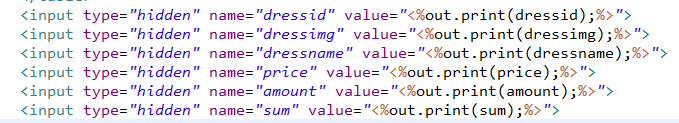 <input type="hidden" name="dressid" value="<%out.print(dressid);%>">
<input type="hidden" name="dressimg" value="<%out.print(dressimg);%>">
<input type="hidden" name="dressname" value="<%out.print(dressname);%>">
<input type="hidden" name="price" value="<%out.print(price);%>">
<input type="hidden" name="amount" value="<%out.print(amount);%>">
<input type="hidden" name="sum" value="<%out.print(sum);%>">